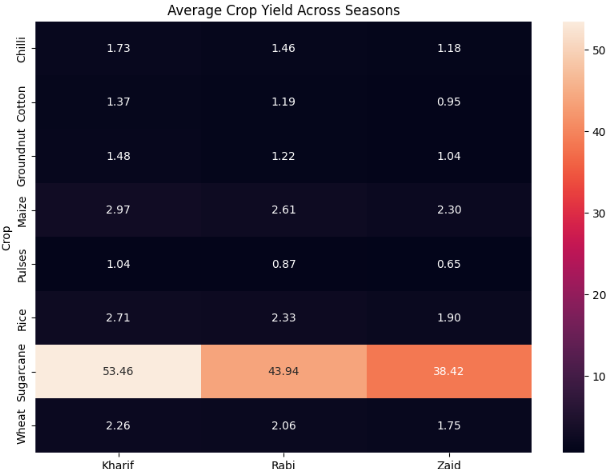 Average Crop Yield Across Seasons
Crop
Chilli 1.73 1.46 1.18
Cotton 1.37 1.19 0.95
Groundnut 1.48 1.22 1.04
Maize 2.97 2.61 2.30
Pulses 1.04 0.87 0.65
Rice 2.71 2.33 1.90
Sugarcane 53.46 43.94 38.42
Wheat 2.26 2.06 1.75
Kharif Rabi Zaid
50
40
30
20
10